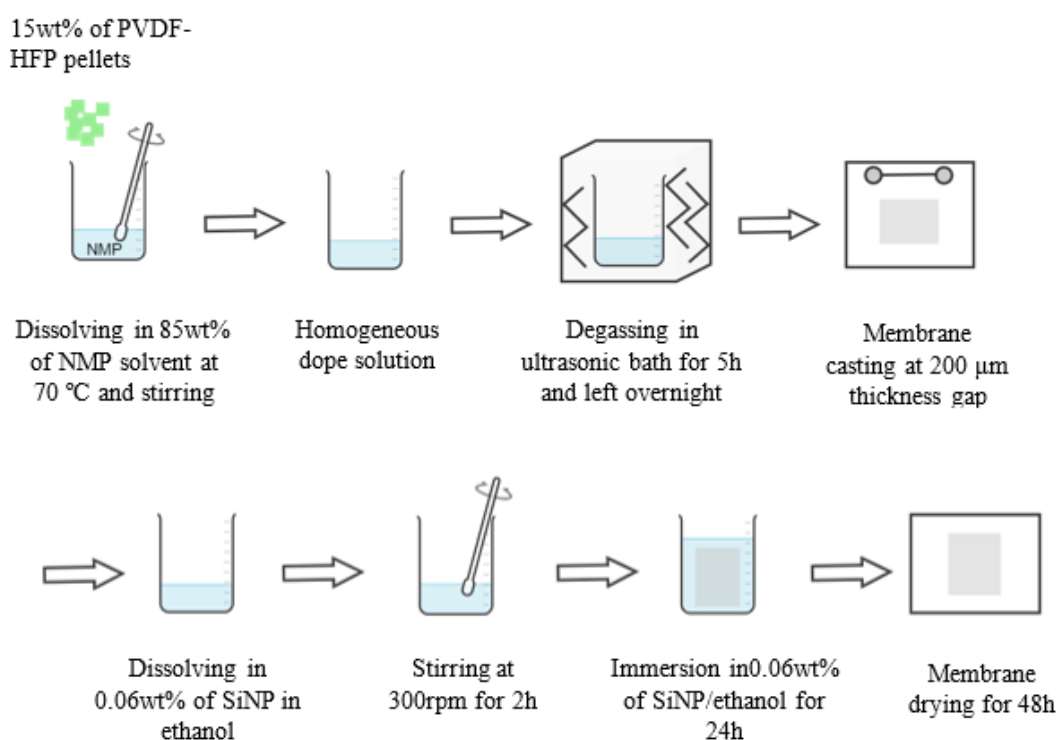 15wt% of PVDF-
HFP pellets
NMP
Dissolving in 85wt%
of NMP solvent at
70 ℃ and stirring
Homogeneous
dope solution
Degassing in
ultrasonic bath for 5h
and left overnight
Membrane
casting at 200 μm
thickness gap
Dissolving in
0.06wt% of SiNP in
ethanol
Stirring at
300rpm for 2h
Immersion in0.06wt%
of SiNP/ethanol for
24h
Membrane
drying for 48h